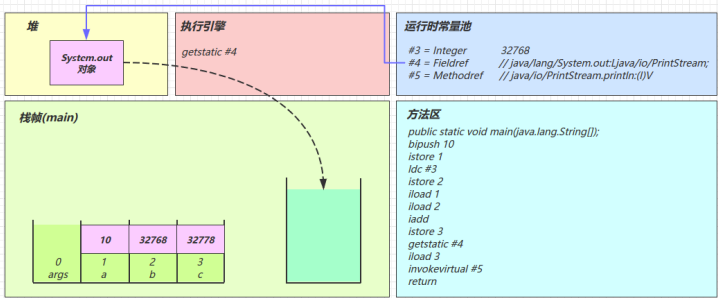 堆
System.out
对象
执行引擎
getstatic #4
运行时常量池
#3 = Integer 32768
#4 = Fieldref // java/lang/System.out:Ljava/io/PrintStream;
#5 = Methodref // java/io/PrintStream.println:(I)V
栈帧(main)
10 32768 32778
0 1 2 3
args a b c
方法区
public static void main(java.lang.String[]);
bipush 10
istore 1
ldc #3
istore 2
iload 1
iload 2
iadd
istore 3
getstatic #4
iload 3
invokevirtual #5
return